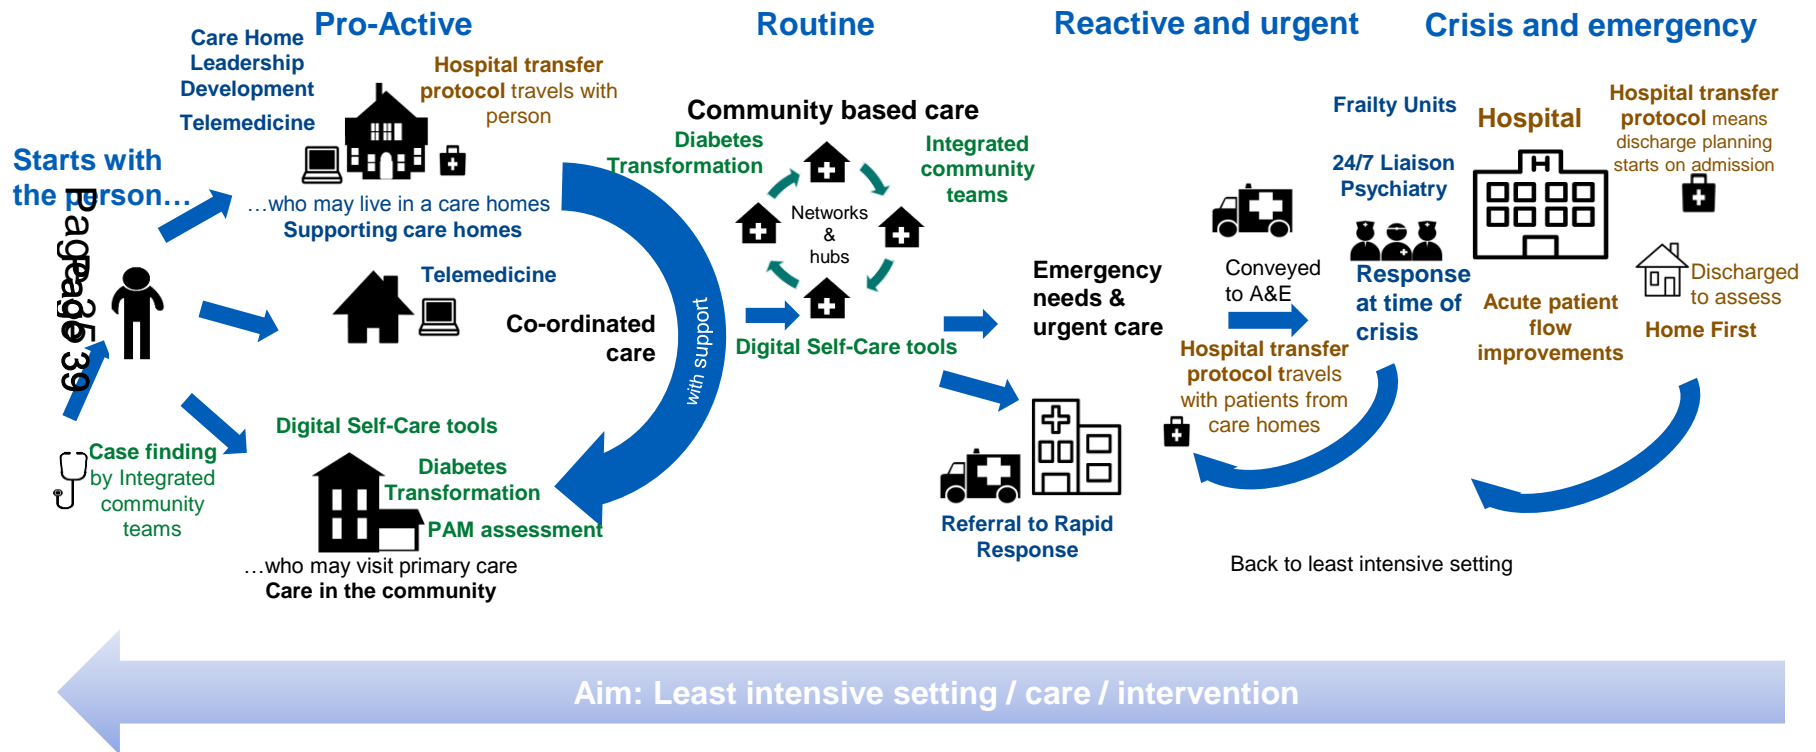 Pro-Active
Routine
Reactive and urgent
Crisis and emergency
Starts with
the person…
Care Home
Leadership
Development
Telemedicine
Hospital transfer
protocol travels with
person
…who may live in a care homes
Supporting care homes
Telemedicine
Co-ordinated
care
with support
Digital Self-Care tools
Diabetes
Transformation
PAM assessment
…who may visit primary care
Care in the community
Case finding
by Integrated
community
teams
Community based care
Diabetes
Transformation
Integrated
community
teams
Networks
&
hubs
Digital Self-Care tools
Emergency
needs &
urgent care
Referral to Rapid
Response
Conveyed
to A&E
Hospital transfer
protocol travels
with patients from
care homes
Frailty Units
24/7 Liaison
Psychiatry
Response
at time of
crisis
Hospital
H
Acute patient
flow
improvements
Hospital transfer
protocol means
discharge planning
starts on admission
Discharged
to assess
Home First
Back to least intensive setting
Aim: Least intensive setting / care / intervention
Page 35
Page 39